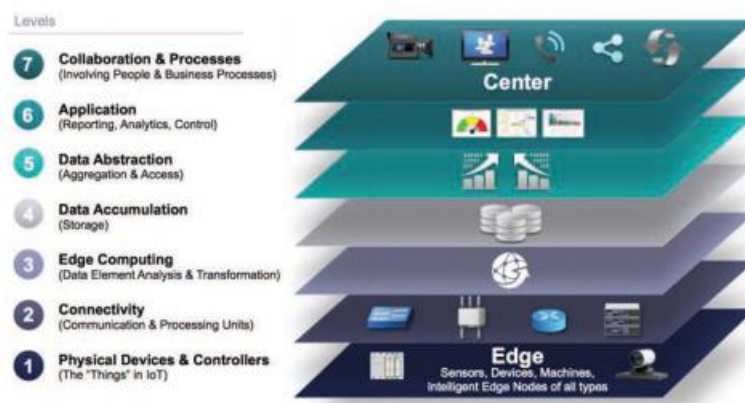 Levels
7
Collaboration & Processes
(Involving People & Business Processes)
6
Application
(Reporting, Analytics, Control)
5
Data Abstraction
(Aggregation & Access)
4
Data Accumulation
(Storage)
3
Edge Computing
(Data Element Analysis & Transformation)
2
Connectivity
(Communication & Processing Units)
1
Physical Devices & Controllers
(The "Things" in IoT)
Center
Edge
Sensors, Devices, Machines,
Intelligent Edge Nodes of all types